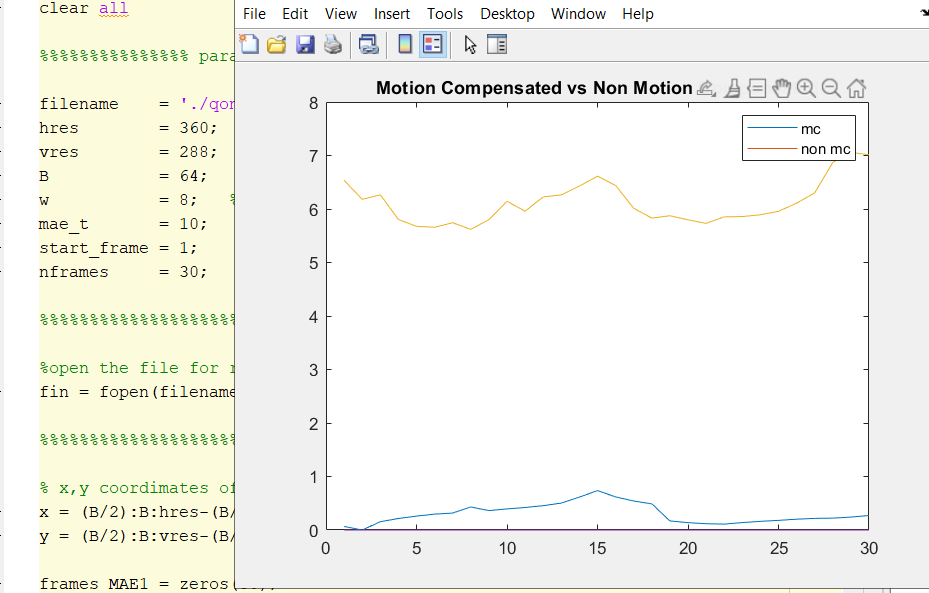 clear all
%%%%%%%%%%%%%%% para
filename    = './qon
hres        = 360;
vres        = 288;
B           = 64;
w           = 8;   %
mae_t       = 10;
start_frame = 1;
nframes     = 30;
%%%%%%%%%%%%%%%%%%%%
%open the file for r
fin = fopen(filename
%%%%%%%%%%%%%%%%%%%%
% x,y coordimates of
x = (B/2):B:hres-(B/
y = (B/2):B:vres-(B/
frames MAE1 = zeros(
File Edit View Insert Tools Desktop Window Help
Motion Compensated vs Non Motion
mc
non mc
8
7
6
5
4
3
2
1
0
0 5 10 15 20 25 30